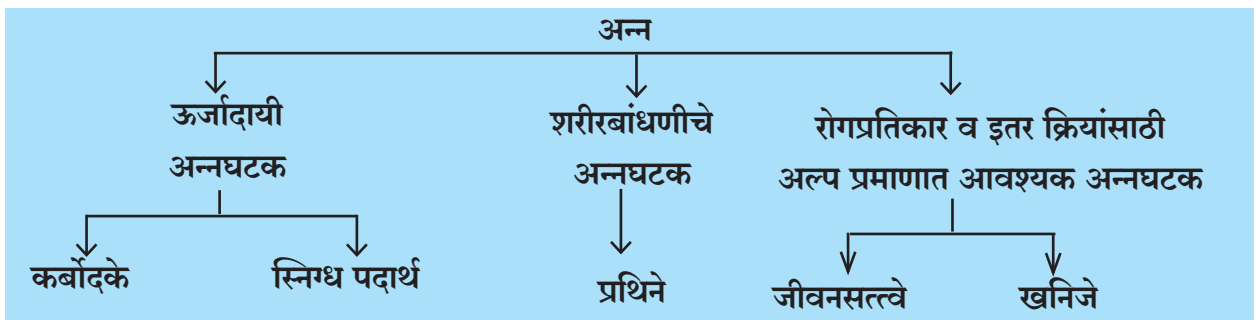 अन्न
ऊर्जादायी
अन्नघटक
शरीरबांधणीचे
अन्नघटक
रोगप्रतिकार व इतर क्रियांसाठी
अल्प प्रमाणात आवश्यक अन्नघटक
कर्बोदके
स्निग्ध पदार्थ
प्रथिने
जीवनसत्त्वे
खनिजे